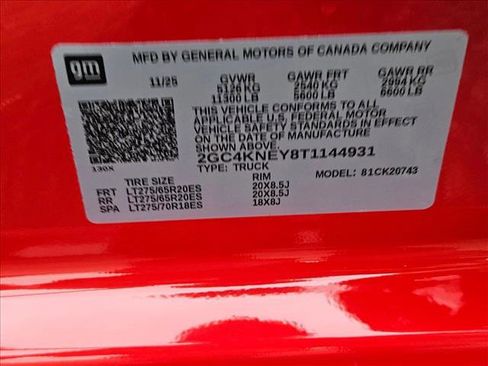 gm
MFD BY GENERAL MOTORS OF CANADA COMPANY
11/25 GVWR GAWR FRT GAWR RR
5126 KG 2540 KG 2994 KG
11300 LB 5600 LB 6600 LB
THIS VEHICLE CONFORMS TO ALL
APPLICABLE U.S. FEDERAL MOTOR
VEHICLE SAFETY STANDARDS IN EFFECT
ON THE DATE OF MANUFACTURE
SHOWN ABOVE.
2GC4KNEY8T1144931
TYPE: TRUCK MODEL: 81CK20743
130X
TIRE SIZE RIM
FRT LT275/65R20ES 20X8.5J
RR LT275/65R20ES 20X8.5J
SPA LT275/70R18ES 18X8J